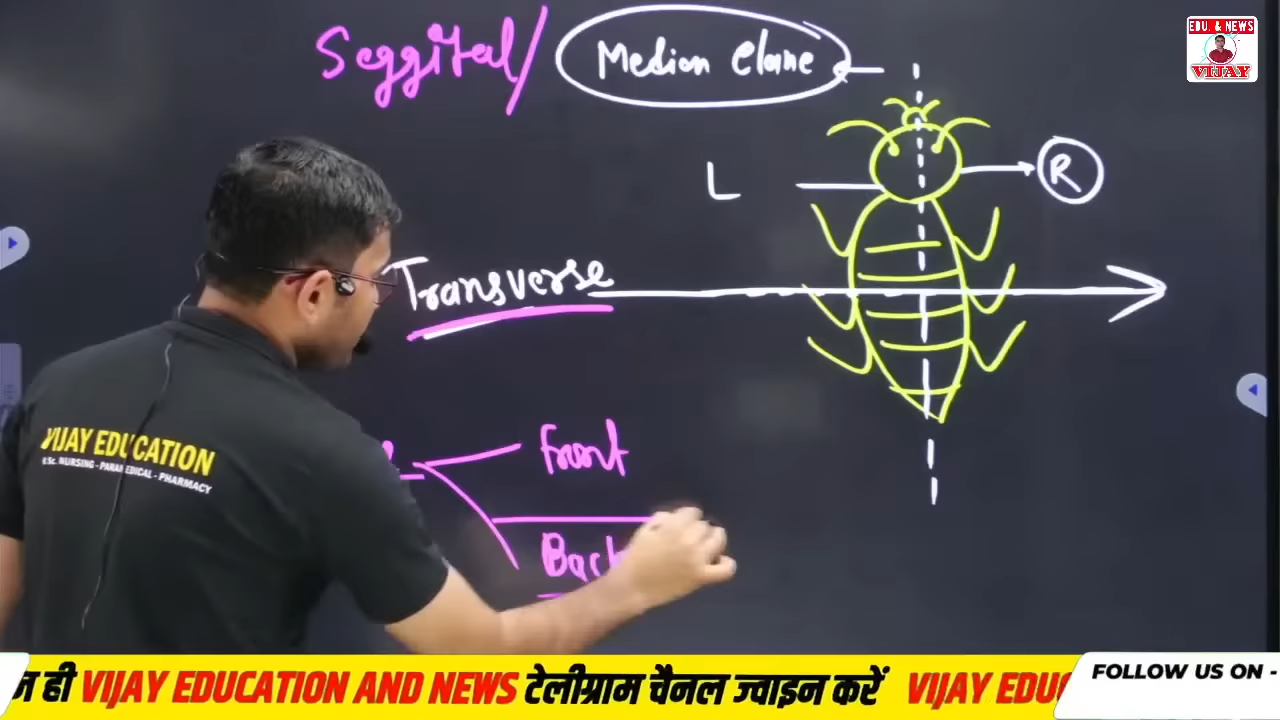 EDU. & NEWS
VIJAY
Seggital/ Median Plane
L
R
Transverse
Front
Back
VIJAY EDUCATION
B.Sc. NURSING - PARAMEDICAL - PHARMACY
ही VIJAY EDUCATION AND NEWS टेलीग्राम चैनल ज्वाइन करें VIJAY EDUC
FOLLOW US ON -